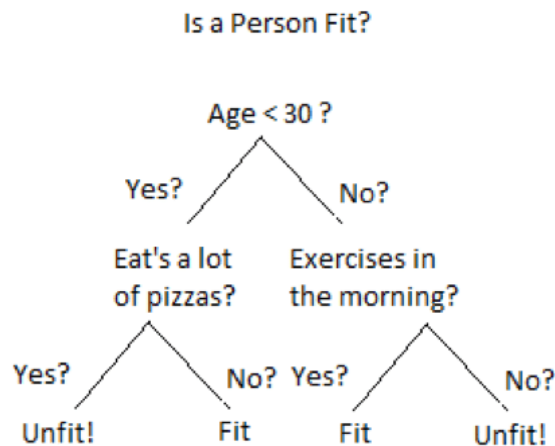 Is a Person Fit?
Age < 30 ?
Yes?
No?
Eat's a lot
of pizzas?
Exercises in
the morning?
Yes?
No?
Yes?
No?
Unfit!
Fit
Fit
Unfit!